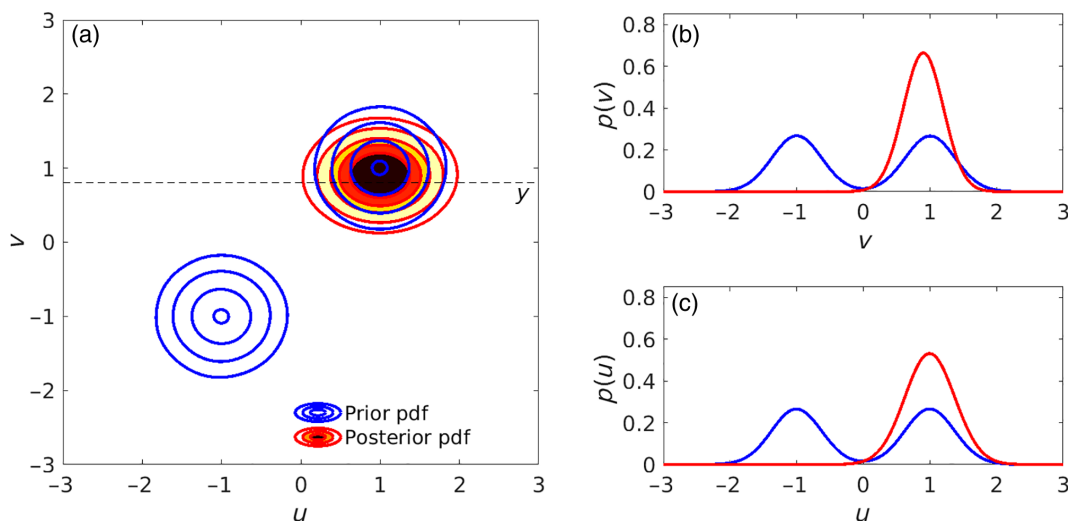 (a)
3
2
1
0
−1
−2
−3
v
y
Prior pdf
Posterior pdf
−3 −2 −1 0 1 2 3
u
(b)
0.8
0.6
0.4
0.2
0
p(v)
−3 −2 −1 0 1 2 3
v
(c)
0.8
0.6
0.4
0.2
0
p(u)
−3 −2 −1 0 1 2 3
u